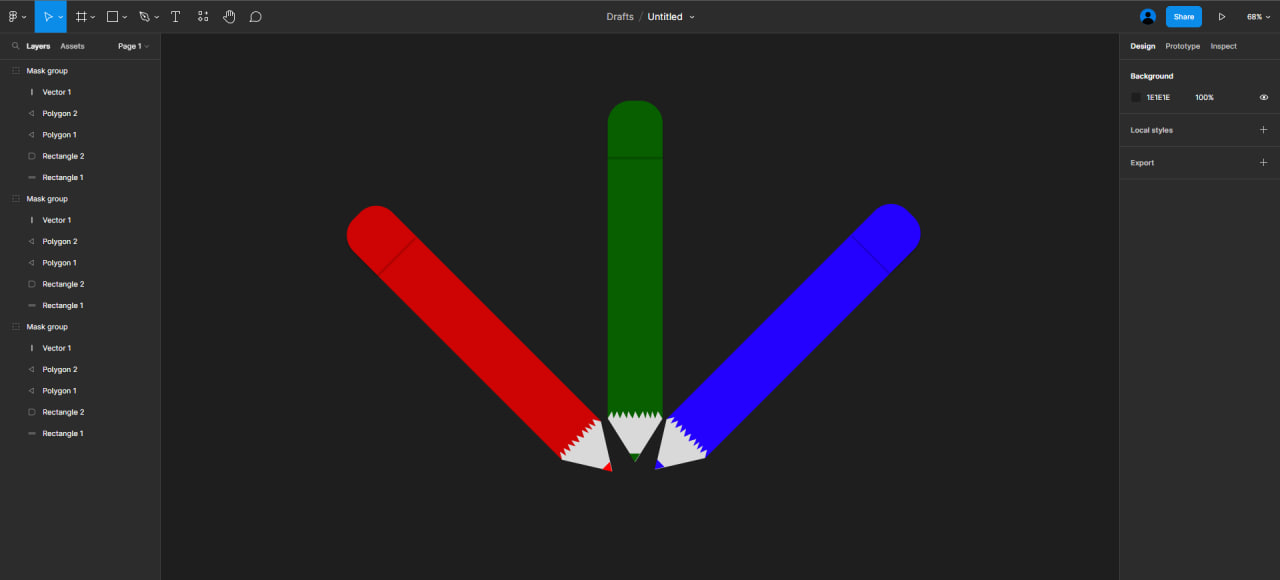 Drafts / Untitled
Share
68%
Layers
Assets
Page 1
Mask group
Vector 1
Polygon 2
Polygon 1
Rectangle 2
Rectangle 1
Mask group
Vector 1
Polygon 2
Polygon 1
Rectangle 2
Rectangle 1
Mask group
Vector 1
Polygon 2
Polygon 1
Rectangle 2
Rectangle 1
Design
Prototype
Inspect
Background
1E1E1E
100%
Local styles
Export